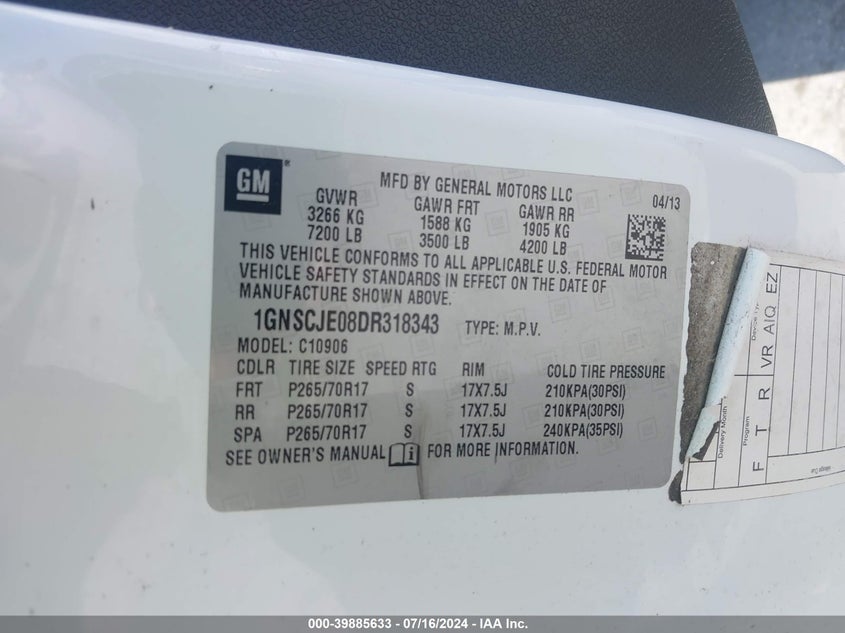 GM ®
MFD BY GENERAL MOTORS LLC 04/13
GVWR GAWR FRT GAWR RR
3266 KG 1588 KG 1905 KG
7200 LB 3500 LB 4200 LB
THIS VEHICLE CONFORMS TO ALL APPLICABLE U.S. FEDERAL MOTOR
VEHICLE SAFETY STANDARDS IN EFFECT ON THE DATE OF
MANUFACTURE SHOWN ABOVE.
1GNSCJE08DR318343 TYPE: M.P.V.
MODEL: C10906
CDLR TIRE SIZE SPEED RTG RIM COLD TIRE PRESSURE
FRT P265/70R17 S 17X7.5J 210KPA(30PSI)
RR P265/70R17 S 17X7.5J 210KPA(30PSI)
SPA P265/70R17 S 17X7.5J 240KPA(35PSI)
SEE OWNER'S MANUAL FOR MORE INFORMATION.
Delivery Month
Program
F T R VR AIQ EZ
000-39885633 - 07/16/2024 - IAA Inc.